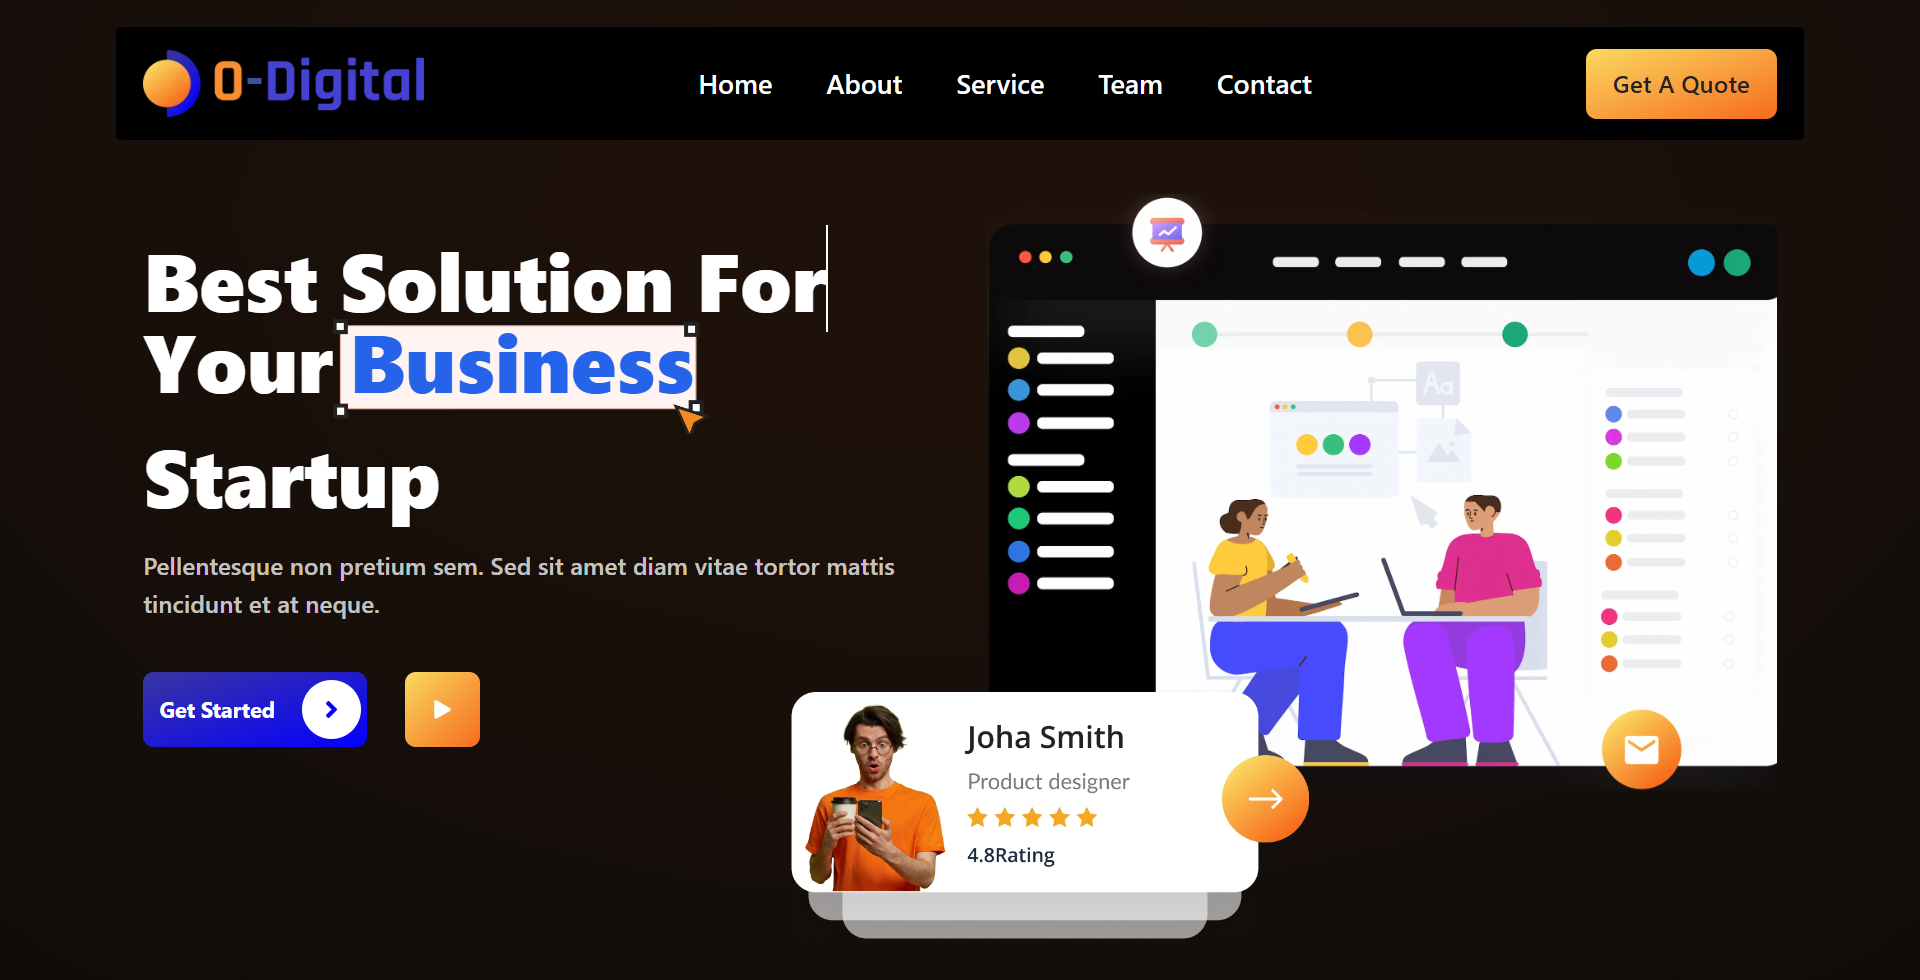 O-Digital
Home About Service Team Contact
Get A Quote
Best Solution For
Your Business
Startup
Pellentesque non pretium sem. Sed sit amet diam vitae tortor mattis
tincidunt et at neque.
Get Started
Aa
Joha Smith
Product designer
4.8Rating